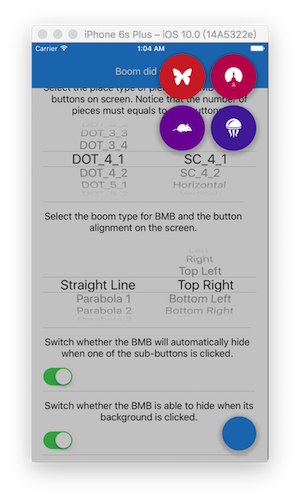 iPhone 6s Plus – iOS 10.0 (14A5322e)
Carrier 1:04 AM
Boom did
Select the place type of
buttons on screen. Notice that the number of
pieces must equals to
DOT_3_3
DOT_3_4
DOT_4_1 SC_4_1
DOT_4_2 SC_4_2
DOT_5_1 Horizontal
Vertical
Select the boom type for BMB and the button
alignment on the screen.
Right
Top Left
Straight Line Top Right
Parabola 1 Bottom Left
Parabola 2 Bottom Right
Switch whether the BMB will automatically hide
when one of the sub-buttons is clicked.
Switch whether the BMB is able to hide when its
background is clicked.